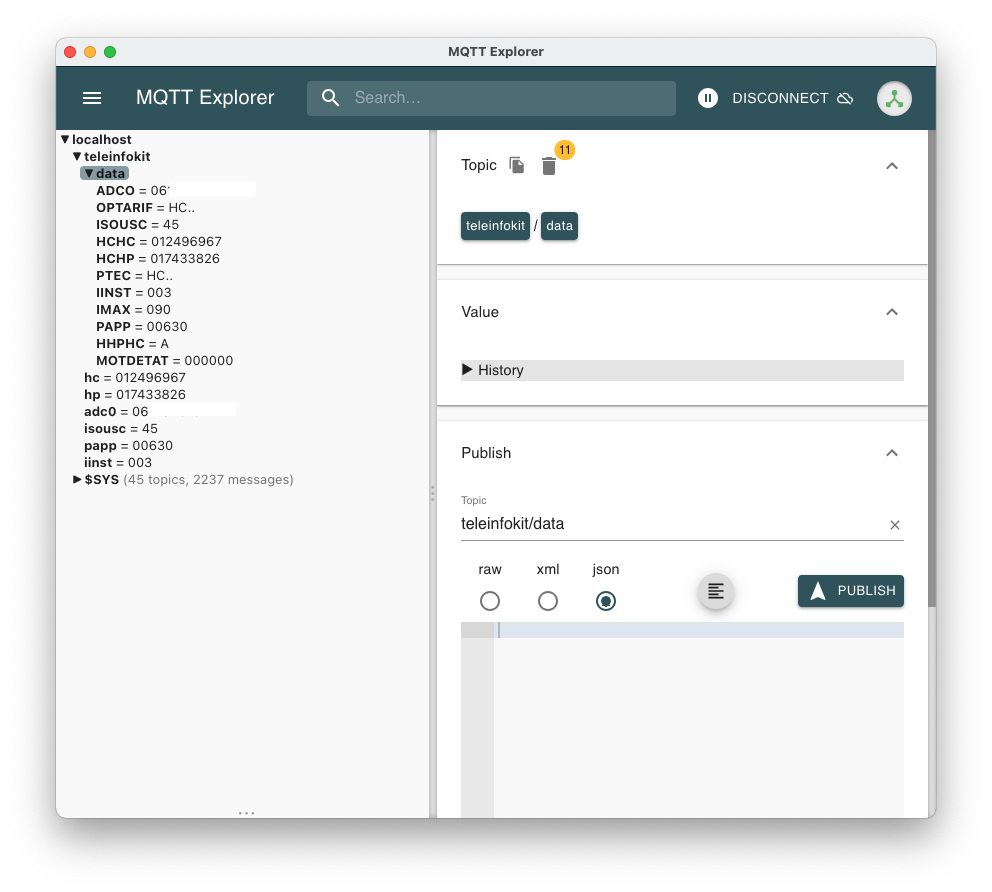 MQTT Explorer
MQTT Explorer
Search...
DISCONNECT
▼ localhost
▼ teleinfokit
▼ data
ADCO = 06
OPTARIF = HC..
ISOUSC = 45
HCHC = 012496967
HCHP = 017433826
PTEC = HC..
IINST = 003
IMAX = 090
PAPP = 00630
HHPHC = A
MOTDETAT = 000000
hc = 012496967
hp = 017433826
adc0 = 06
isousc = 45
papp = 00630
iinst = 003
▶ $SYS (45 topics, 2237 messages)
Topic
11
teleinfokit / data
Value
▶ History
Publish
Topic
teleinfokit/data
raw xml json
PUBLISH